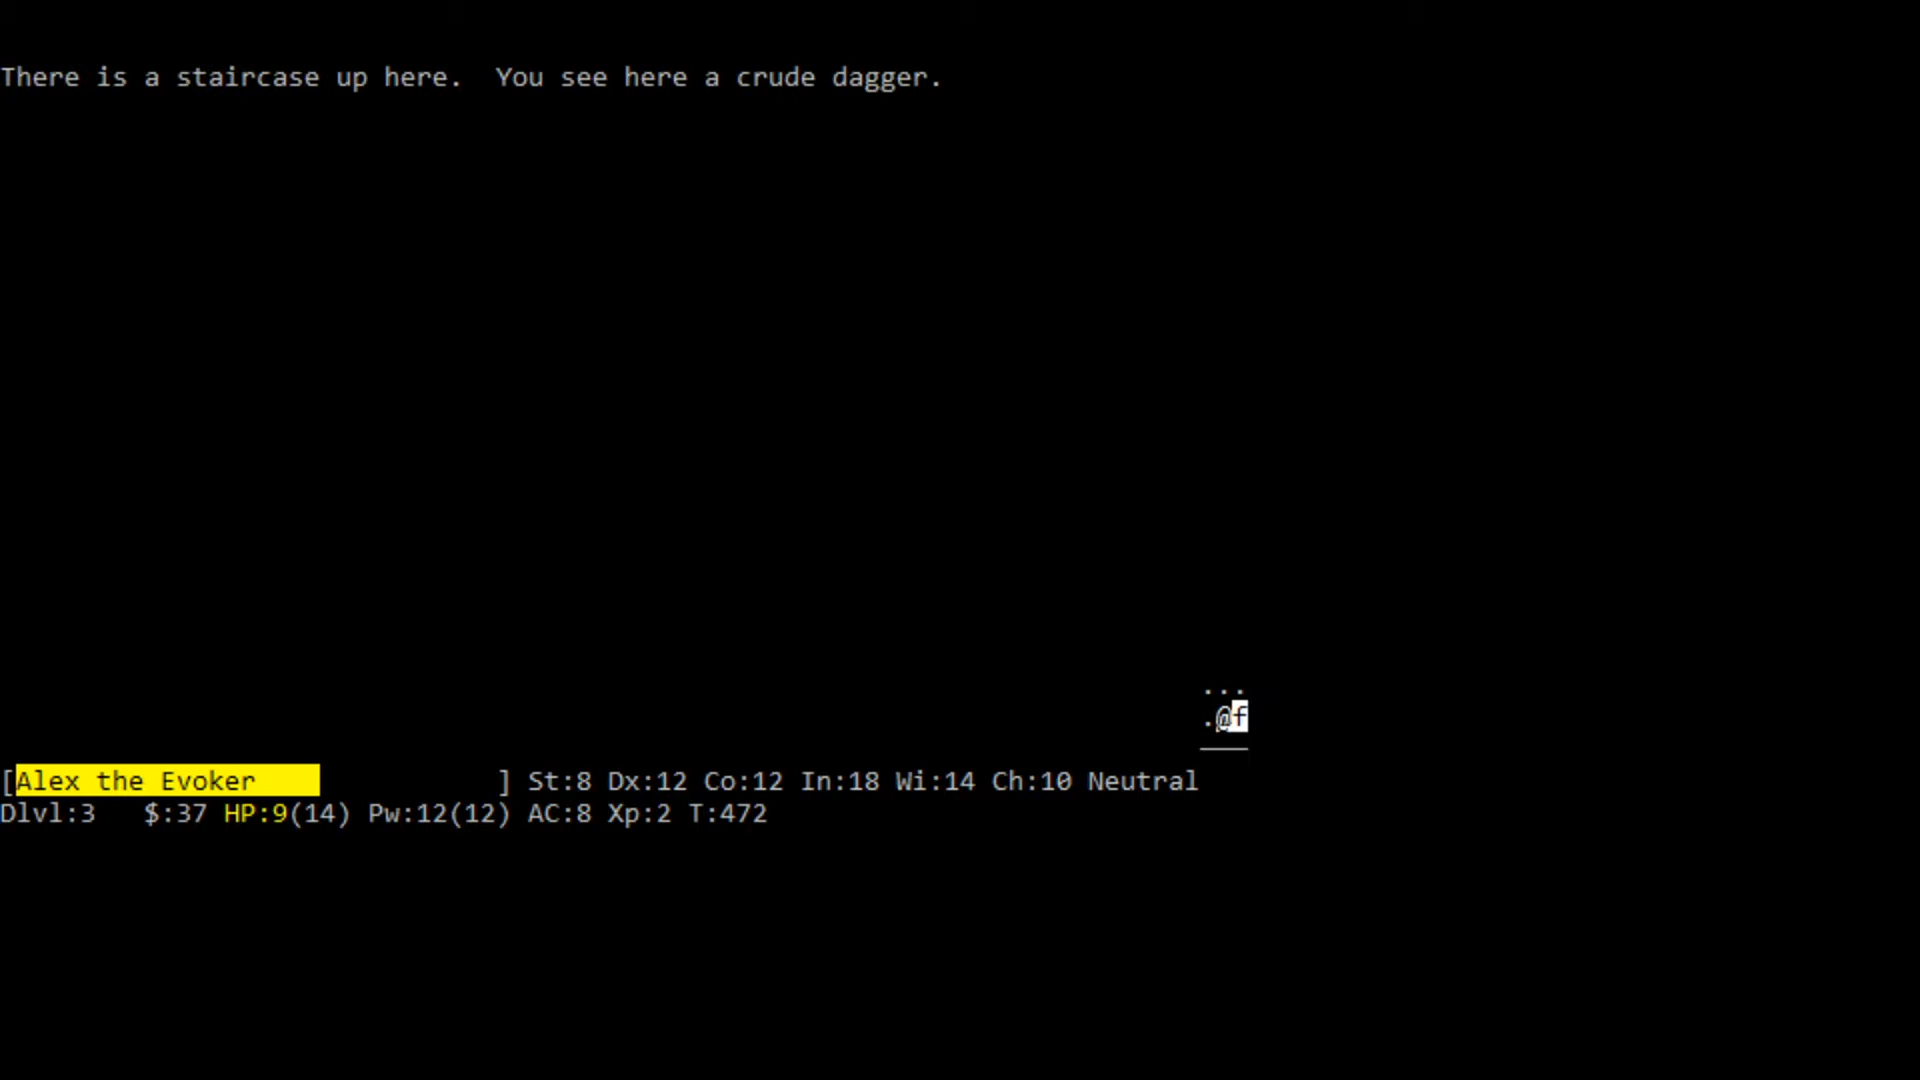 There is a staircase up here.  You see here a crude dagger.
...
.@f
[Alex the Evoker               ] St:8 Dx:12 Co:12 In:18 Wi:14 Ch:10 Neutral
Dlvl:3   $:37 HP:9(14) Pw:12(12) AC:8 Xp:2 T:472